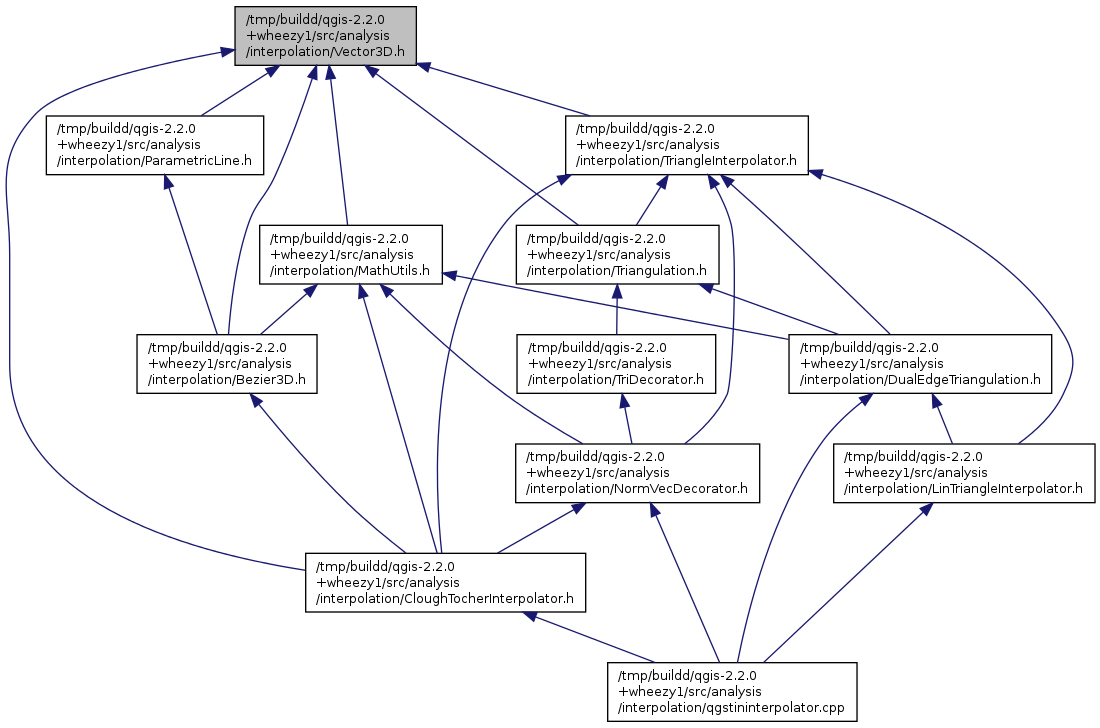 /tmp/buildd/qgis-2.2.0
+wheezy1/src/analysis
/interpolation/Vector3D.h
/tmp/buildd/qgis-2.2.0
+wheezy1/src/analysis
/interpolation/ParametricLine.h
/tmp/buildd/qgis-2.2.0
+wheezy1/src/analysis
/interpolation/TriangleInterpolator.h
/tmp/buildd/qgis-2.2.0
+wheezy1/src/analysis
/interpolation/MathUtils.h
/tmp/buildd/qgis-2.2.0
+wheezy1/src/analysis
/interpolation/Triangulation.h
/tmp/buildd/qgis-2.2.0
+wheezy1/src/analysis
/interpolation/Bezier3D.h
/tmp/buildd/qgis-2.2.0
+wheezy1/src/analysis
/interpolation/TriDecorator.h
/tmp/buildd/qgis-2.2.0
+wheezy1/src/analysis
/interpolation/DualEdgeTriangulation.h
/tmp/buildd/qgis-2.2.0
+wheezy1/src/analysis
/interpolation/NormVecDecorator.h
/tmp/buildd/qgis-2.2.0
+wheezy1/src/analysis
/interpolation/LinTriangleInterpolator.h
/tmp/buildd/qgis-2.2.0
+wheezy1/src/analysis
/interpolation/CloughTocherInterpolator.h
/tmp/buildd/qgis-2.2.0
+wheezy1/src/analysis
/interpolation/qgstininterpolator.cpp